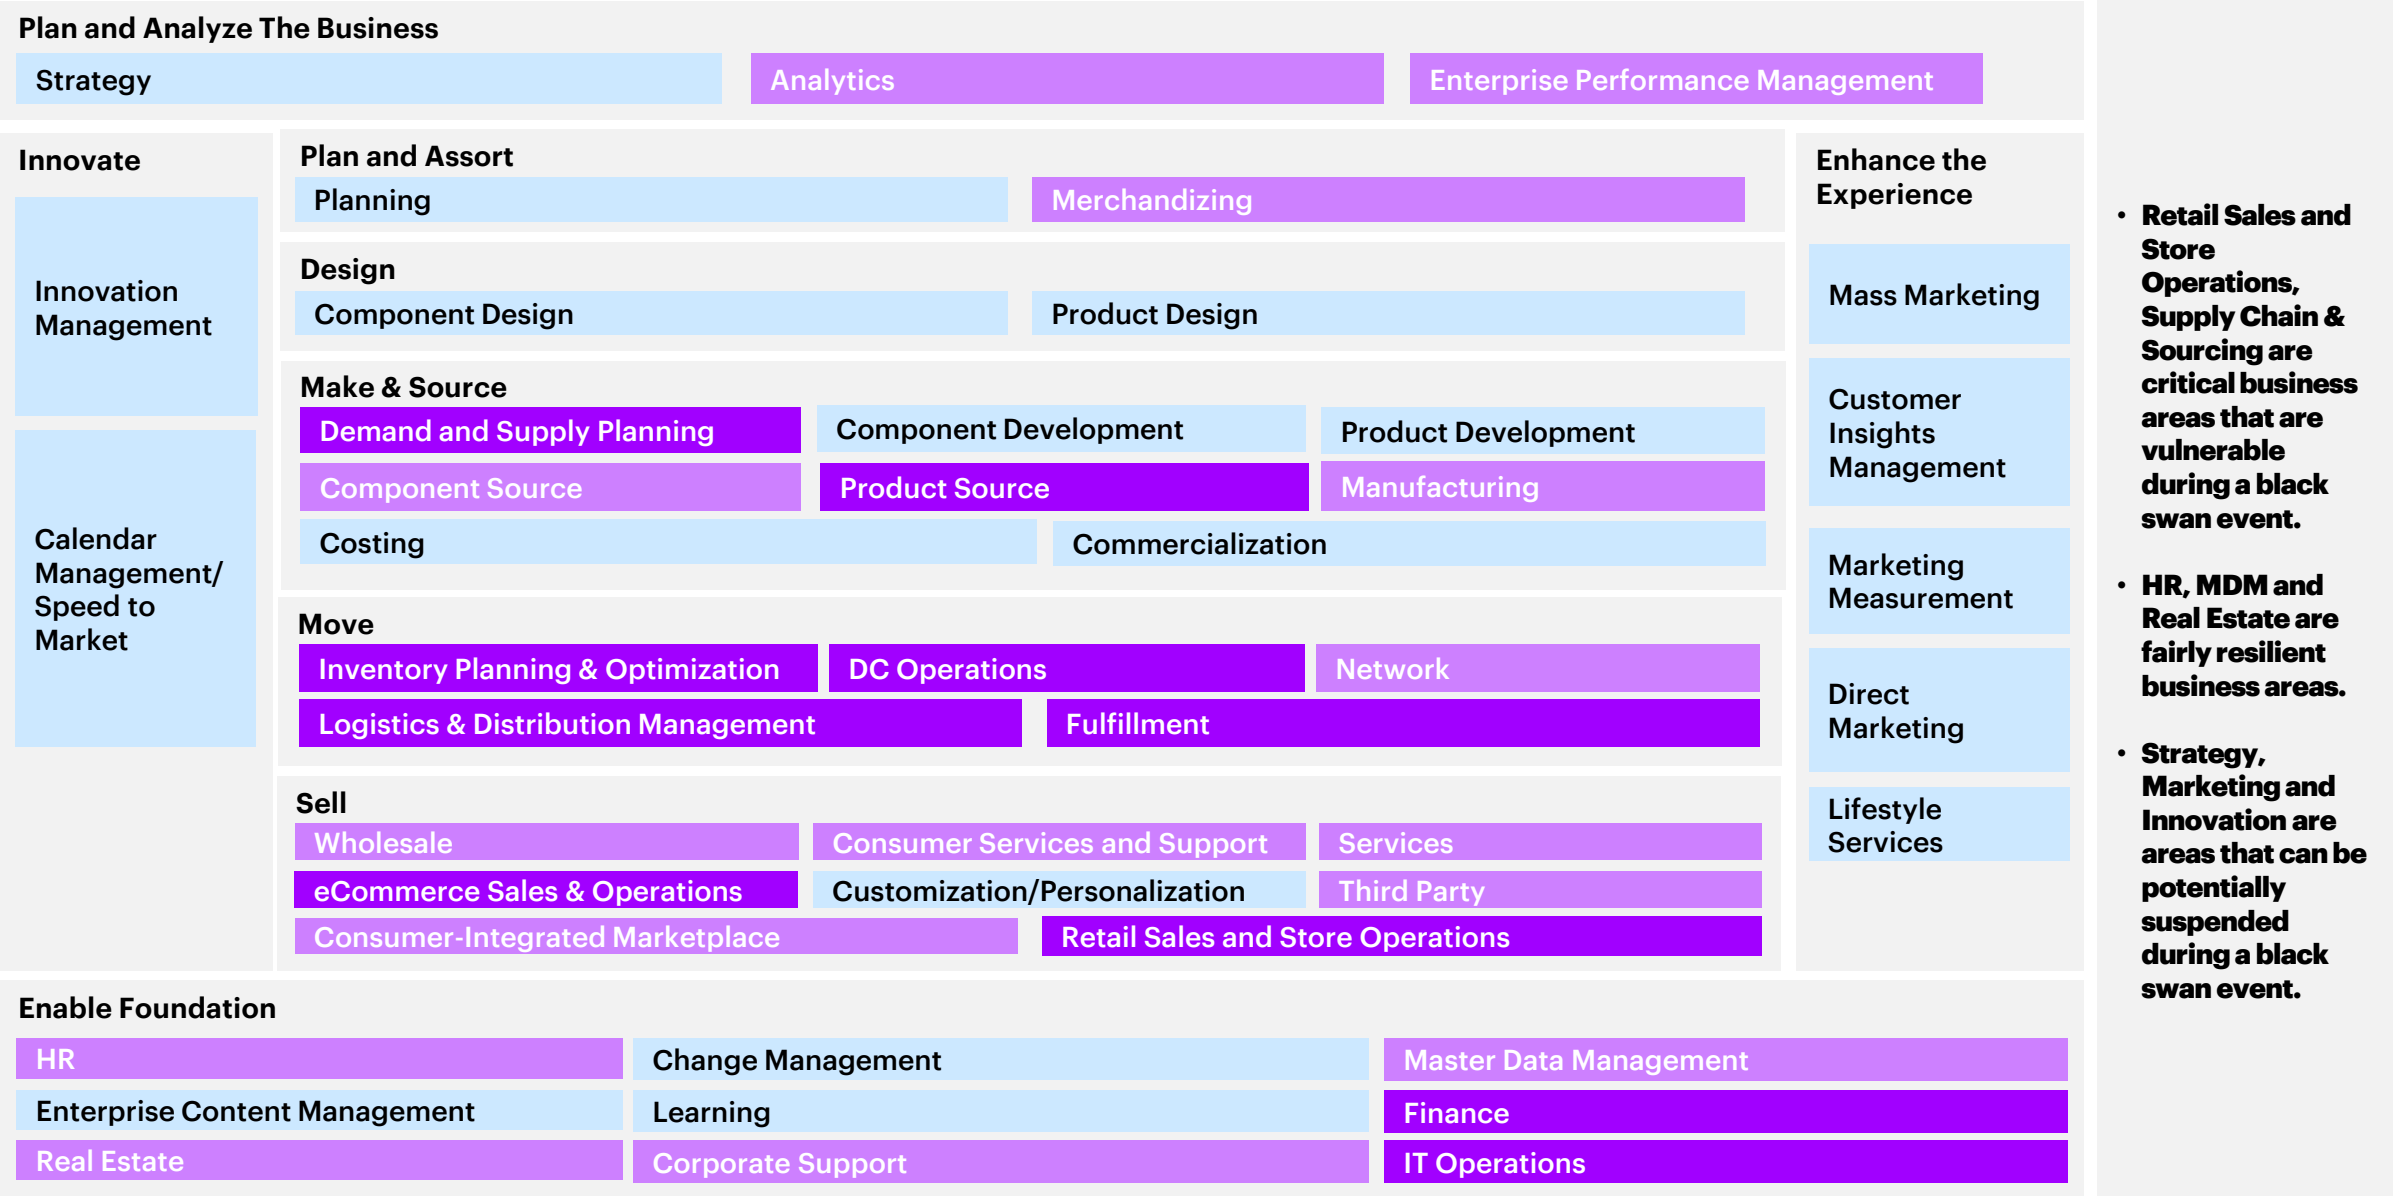 Plan and Analyze The Business
Strategy
Analytics
Enterprise Performance Management
Innovate
Innovation
Management
Calendar
Management/
Speed to
Market
Plan and Assort
Planning
Merchandizing
Design
Component Design
Product Design
Make & Source
Demand and Supply Planning
Component Development
Product Development
Component Source
Product Source
Manufacturing
Costing
Commercialization
Move
Inventory Planning & Optimization
DC Operations
Network
Logistics & Distribution Management
Fulfillment
Sell
Wholesale
Consumer Services and Support
Services
eCommerce Sales & Operations
Customization/Personalization
Third Party
Consumer-Integrated Marketplace
Retail Sales and Store Operations
Enhance the
Experience
Mass Marketing
Customer
Insights
Management
Marketing
Measurement
Direct
Marketing
Lifestyle
Services
Enable Foundation
HR
Change Management
Master Data Management
Enterprise Content Management
Learning
Finance
Real Estate
Corporate Support
IT Operations
• Retail Sales and
Store
Operations,
Supply Chain &
Sourcing are
critical business
areas that are
vulnerable
during a black
swan event.
• HR, MDM and
Real Estate are
fairly resilient
business areas.
• Strategy,
Marketing and
Innovation are
areas that can be
potentially
suspended
during a black
swan event.